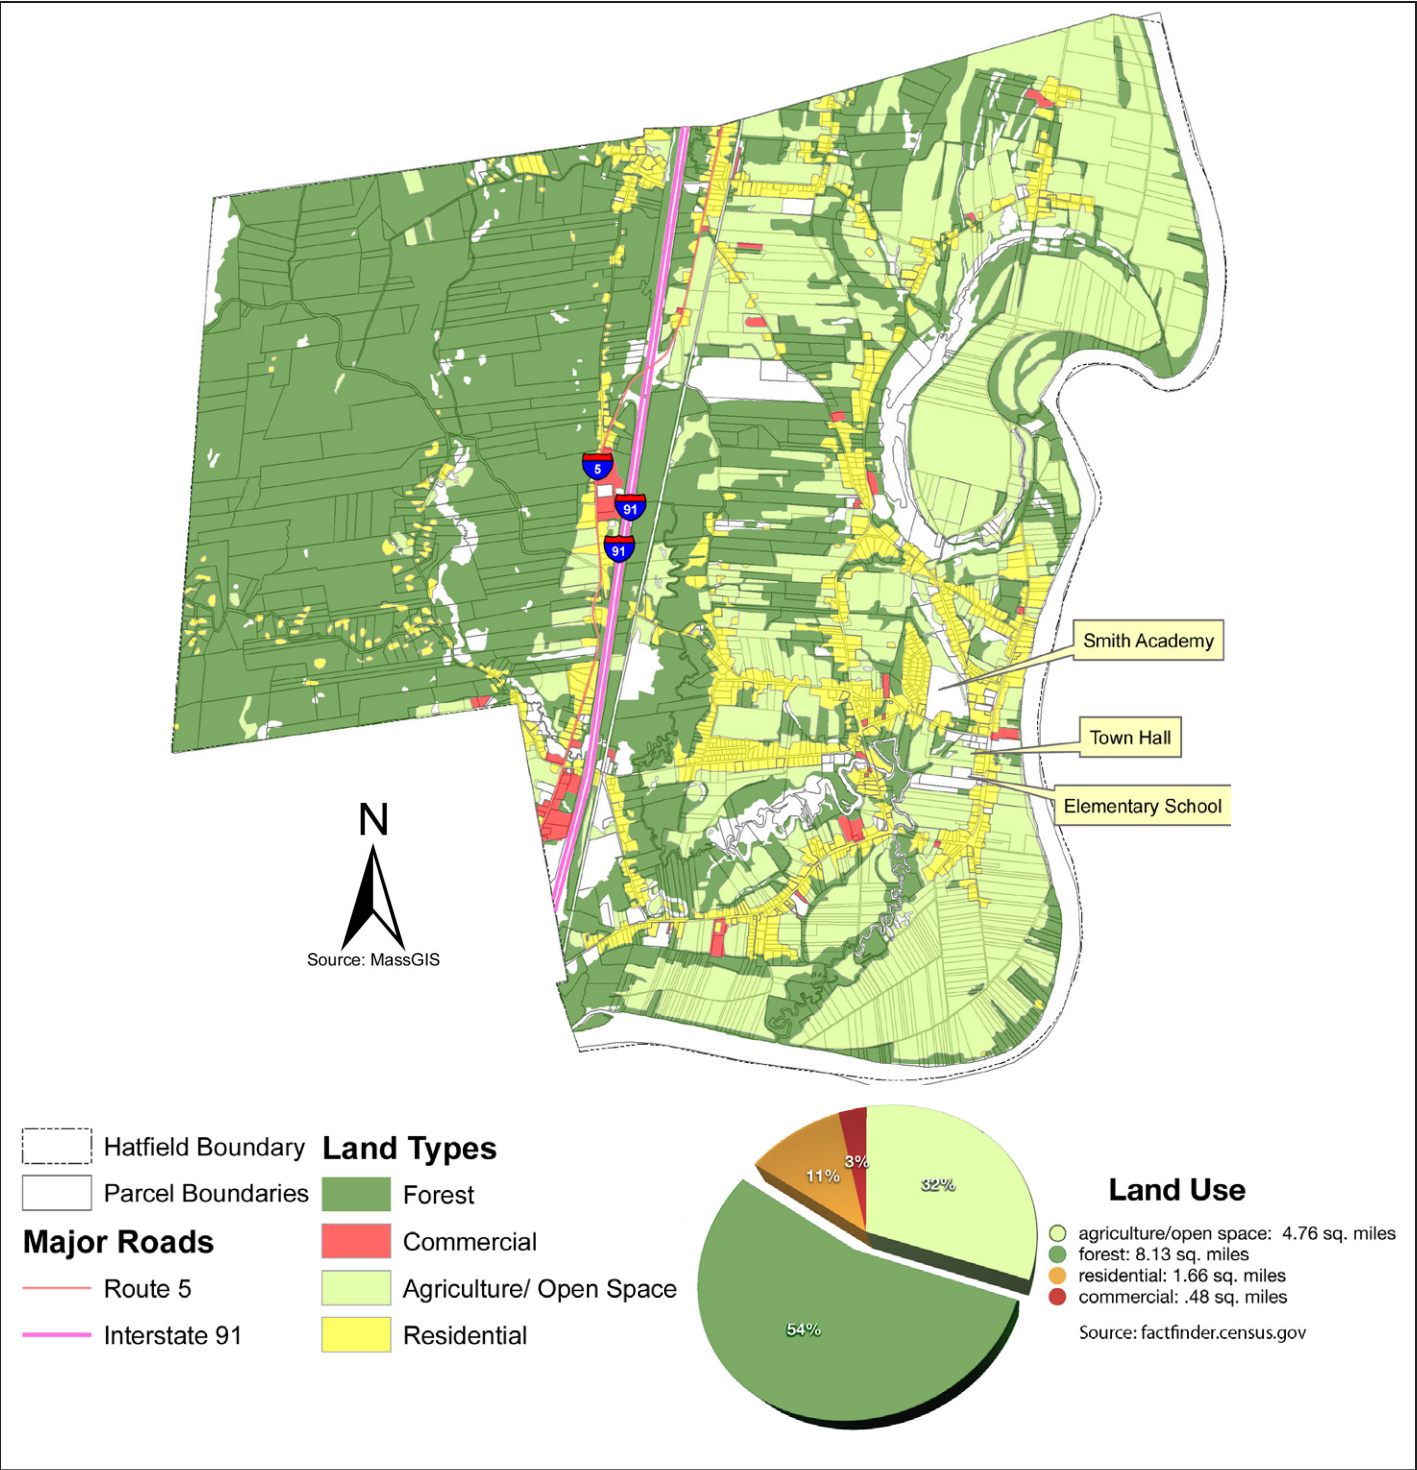 5
91
91
Smith Academy
Town Hall
Elementary School
N
Source: MassGIS
Hatfield Boundary
Parcel Boundaries
Major Roads
Route 5
Interstate 91
Land Types
Forest
Commercial
Agriculture/ Open Space
Residential
11%
3%
32%
54%
Land Use
agriculture/open space: 4.76 sq. miles
forest: 8.13 sq. miles
residential: 1.66 sq. miles
commercial: .48 sq. miles
Source: factfinder.census.gov